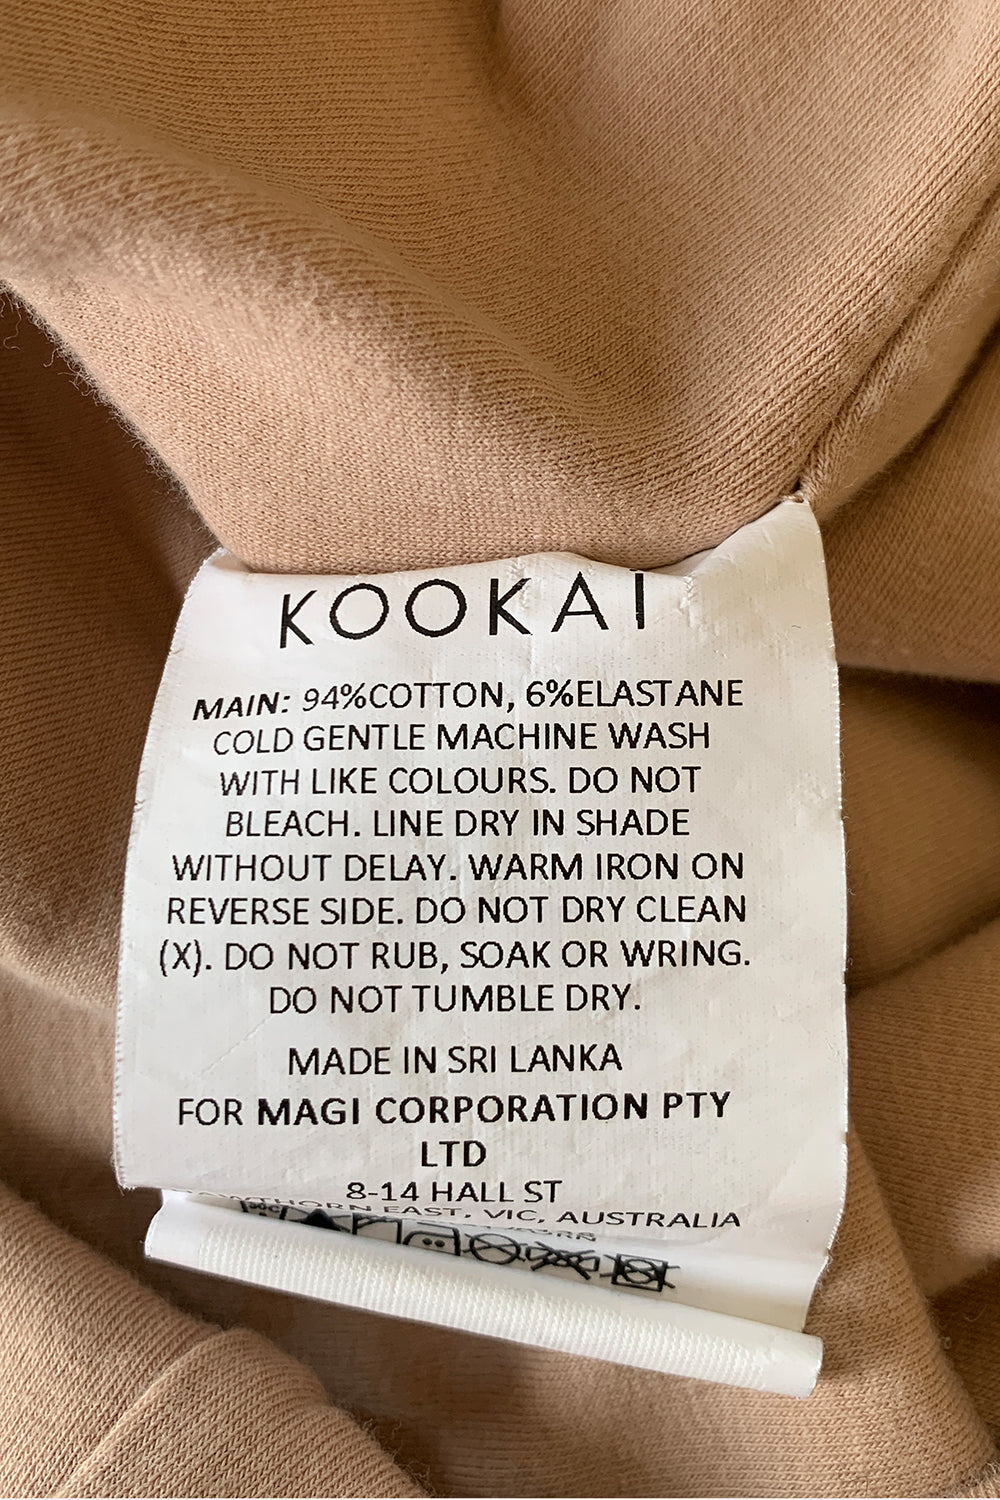 KOOKAI
MAIN: 94%COTTON, 6%ELASTANE
COLD GENTLE MACHINE WASH
WITH LIKE COLOURS. DO NOT
BLEACH. LINE DRY IN SHADE
WITHOUT DELAY. WARM IRON ON
REVERSE SIDE. DO NOT DRY CLEAN
(X). DO NOT RUB, SOAK OR WRING.
DO NOT TUMBLE DRY.
MADE IN SRI LANKA
FOR MAGI CORPORATION PTY
LTD
8-14 HALL ST
EAST, VIC, AUSTRALIA